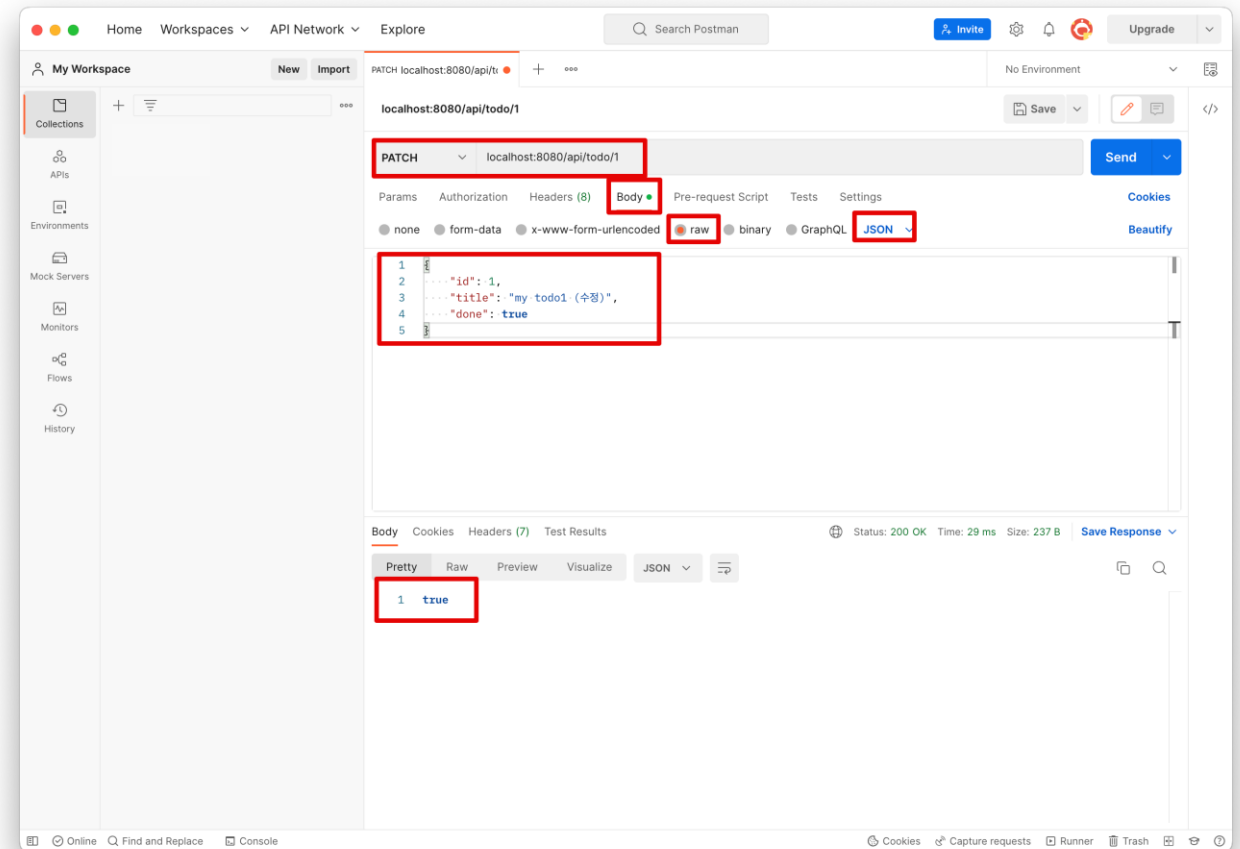 Home Workspaces API Network Explore Search Postman Invite Upgrade
My Workspace New Import PATCH localhost:8080/api/t No Environment
Collections
localhost:8080/api/todo/1 Save
PATCH localhost:8080/api/todo/1 Send
APIs
Params Authorization Headers (8) Body Pre-request Script Tests Settings Cookies
Environments
none form-data x-www-form-urlencoded raw binary GraphQL JSON Beautify
Mock Servers
1 {
2 "id": 1,
3 "title": "my todo1 (수정)",
4 "done": true
5 }
Monitors
Flows
History
Body Cookies Headers (7) Test Results Status: 200 OK Time: 29 ms Size: 237 B Save Response
Pretty Raw Preview Visualize JSON
1 true
Online Find and Replace Console Cookies Capture requests Runner Trash